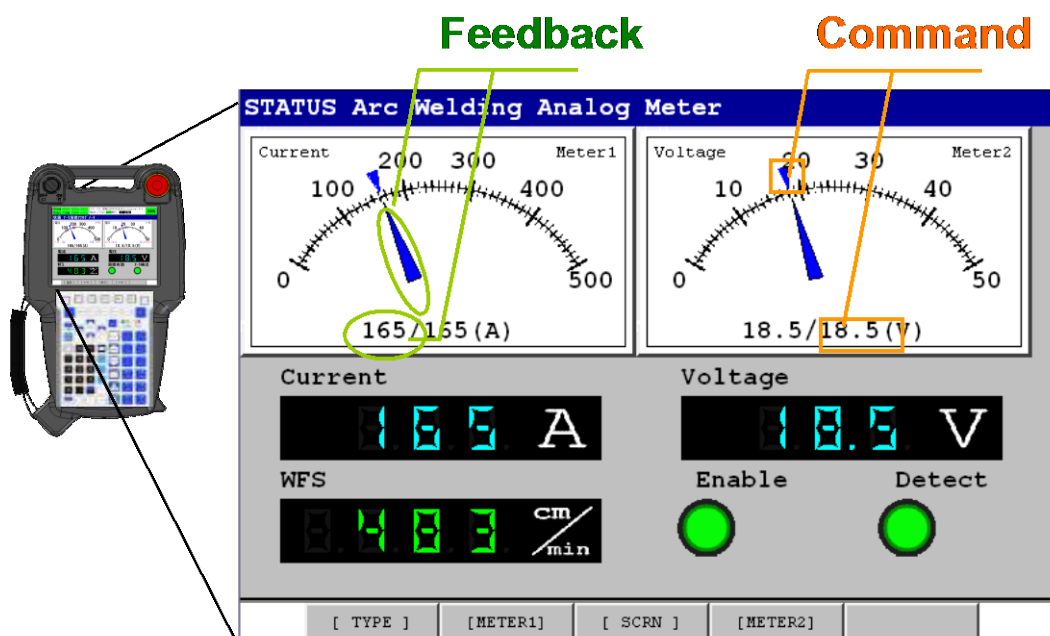 Feedback Command
STATUS Arc Welding Analog Meter
Current Meter1
0 100 200 300 400 500
165/165(A)
Voltage Meter2
0 10 20 30 40 50
18.5/18.5(V)
Current Voltage
165 A 18.5 V
WFS Enable Detect
483 cm/min
[ TYPE ] [METER1] [ SCRN ] [METER2]